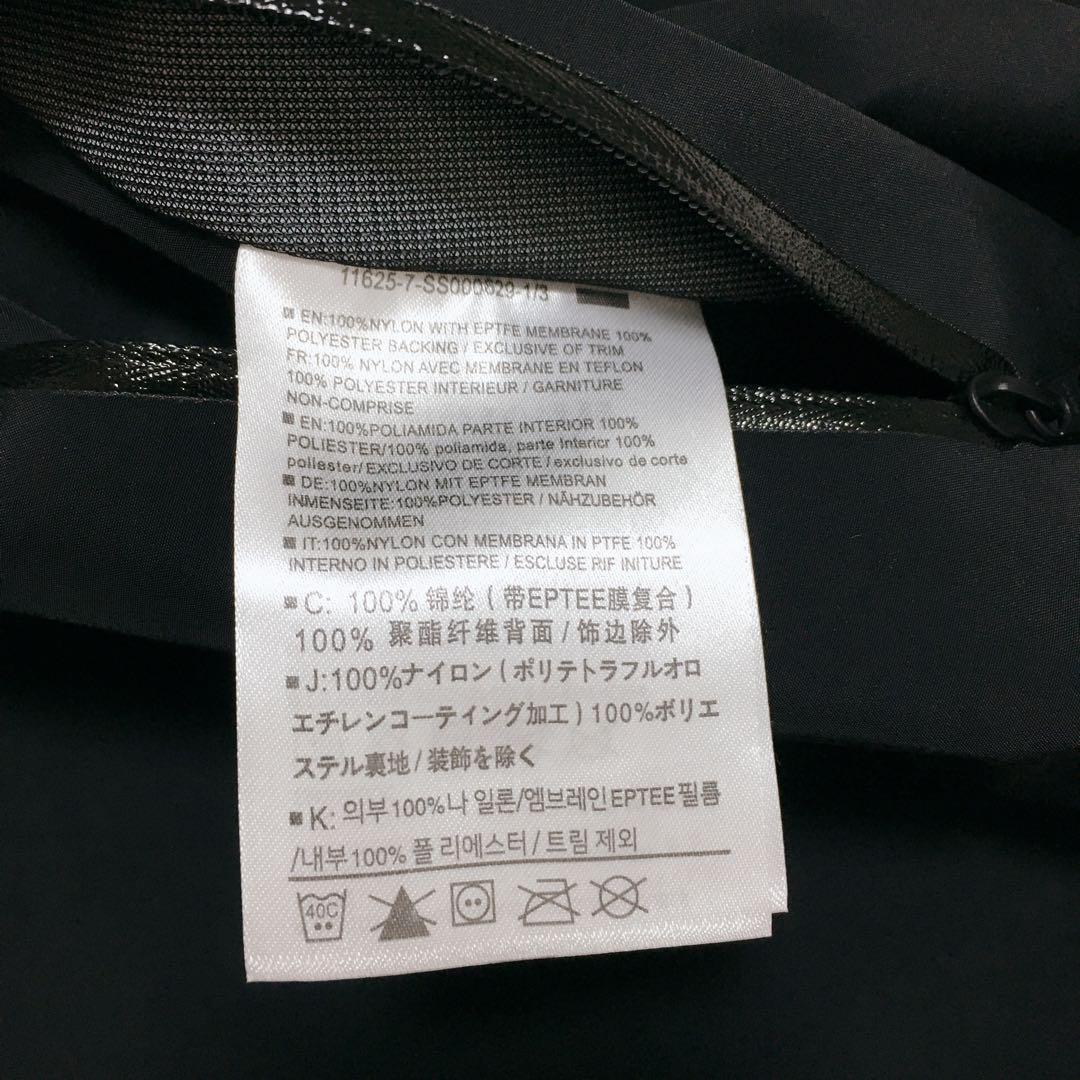 11625-7-SS000629-1/3
EN:100%NYLON WITH EPTFE MEMBRANE 100%
POLYESTER BACKING / EXCLUSIVE OF TRIM
FR:100% NYLON AVEC MEMBRANE EN TEFLON
100% POLYESTER INTERIEUR / GARNITURE
NON-COMPRISE
EN:100%POLIAMIDA PARTE INTERIOR 100%
POLIESTER/100% poliamida, parte Interior 100%
poliester/EXCLUSIVO DE CORTE / exclusivo de corte
DE:100%NYLON MIT EPTFE MEMBRAN
INMENSEITE:100%POLYESTER / NÄHZUBEHÖR
AUSGENOMMEN
IT:100%NYLON CON MEMBRANA IN PTFE 100%
INTERNO IN POLIESTERE / ESCLUSE RIF INITURE
C: 100% 锦纶 ( 带EPTEE膜复合 )
100% 聚酯纤维背面 / 饰边除外
J:100%ナイロン ( ポリテトラフルオロ
エチレンコーティング加工 ) 100%ポリエ
ステル裏地 / 装飾を除く
K: 의부100%나 일론/엠브레인EPTEE필름
/내부100% 폴 리에스터 / 트림 제외
40C